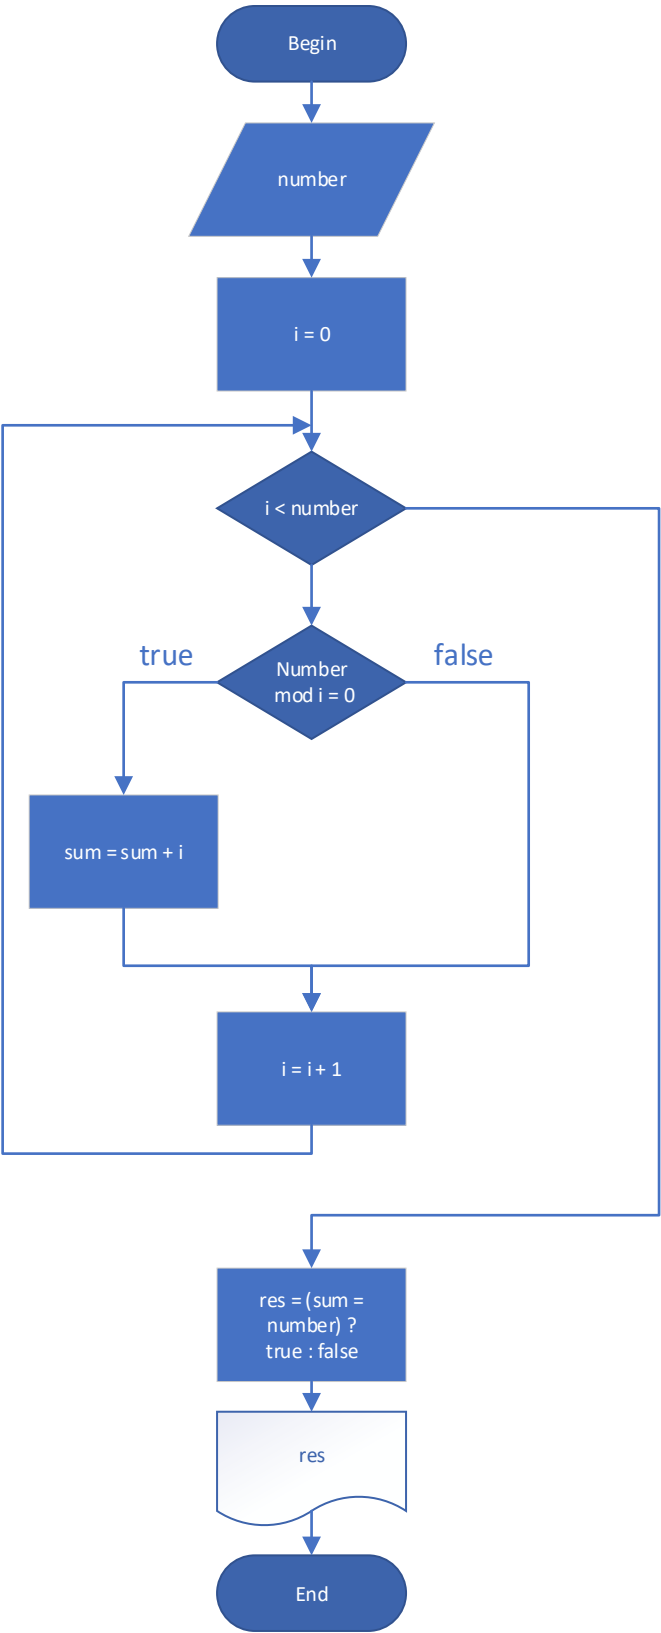 Begin
number
i = 0
i < number
true
false
Number
mod i = 0
sum = sum + i
i = i + 1
res = (sum =
number) ?
true : false
res
End